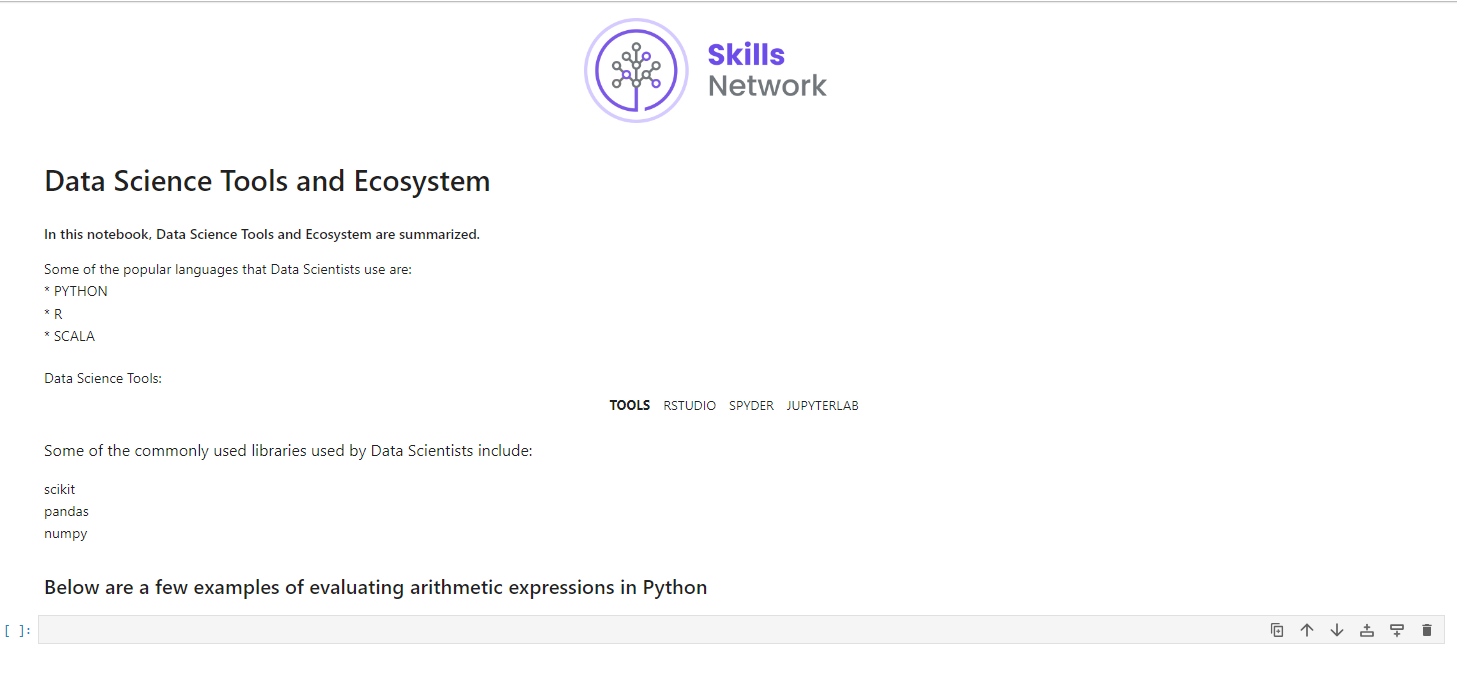 Skills
Network
Data Science Tools and Ecosystem
In this notebook, Data Science Tools and Ecosystem are summarized.
Some of the popular languages that Data Scientists use are:
* PYTHON
* R
* SCALA
Data Science Tools:
TOOLS RSTUDIO SPYDER JUPYTERLAB
Some of the commonly used libraries used by Data Scientists include:
scikit
pandas
numpy
Below are a few examples of evaluating arithmetic expressions in Python
[ ]: